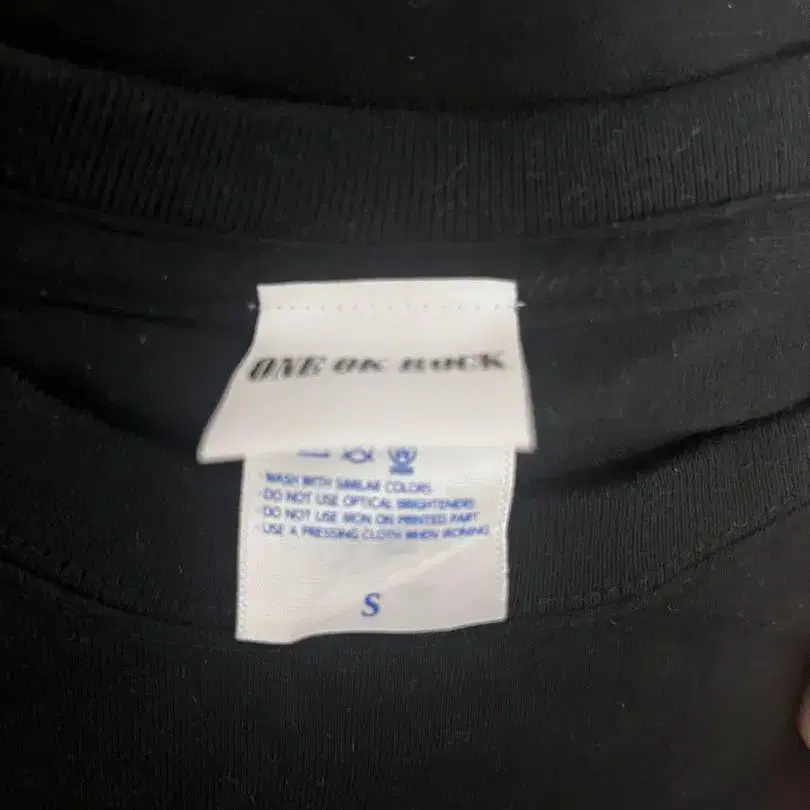 ONE OK ROCK
·WASH WITH SIMILAR COLORS
·DO NOT USE OPTICAL BRIGHTENERS
·DO NOT USE IRON ON PRINTED PART
·USE A PRESSING CLOTH WHEN IRONING
S